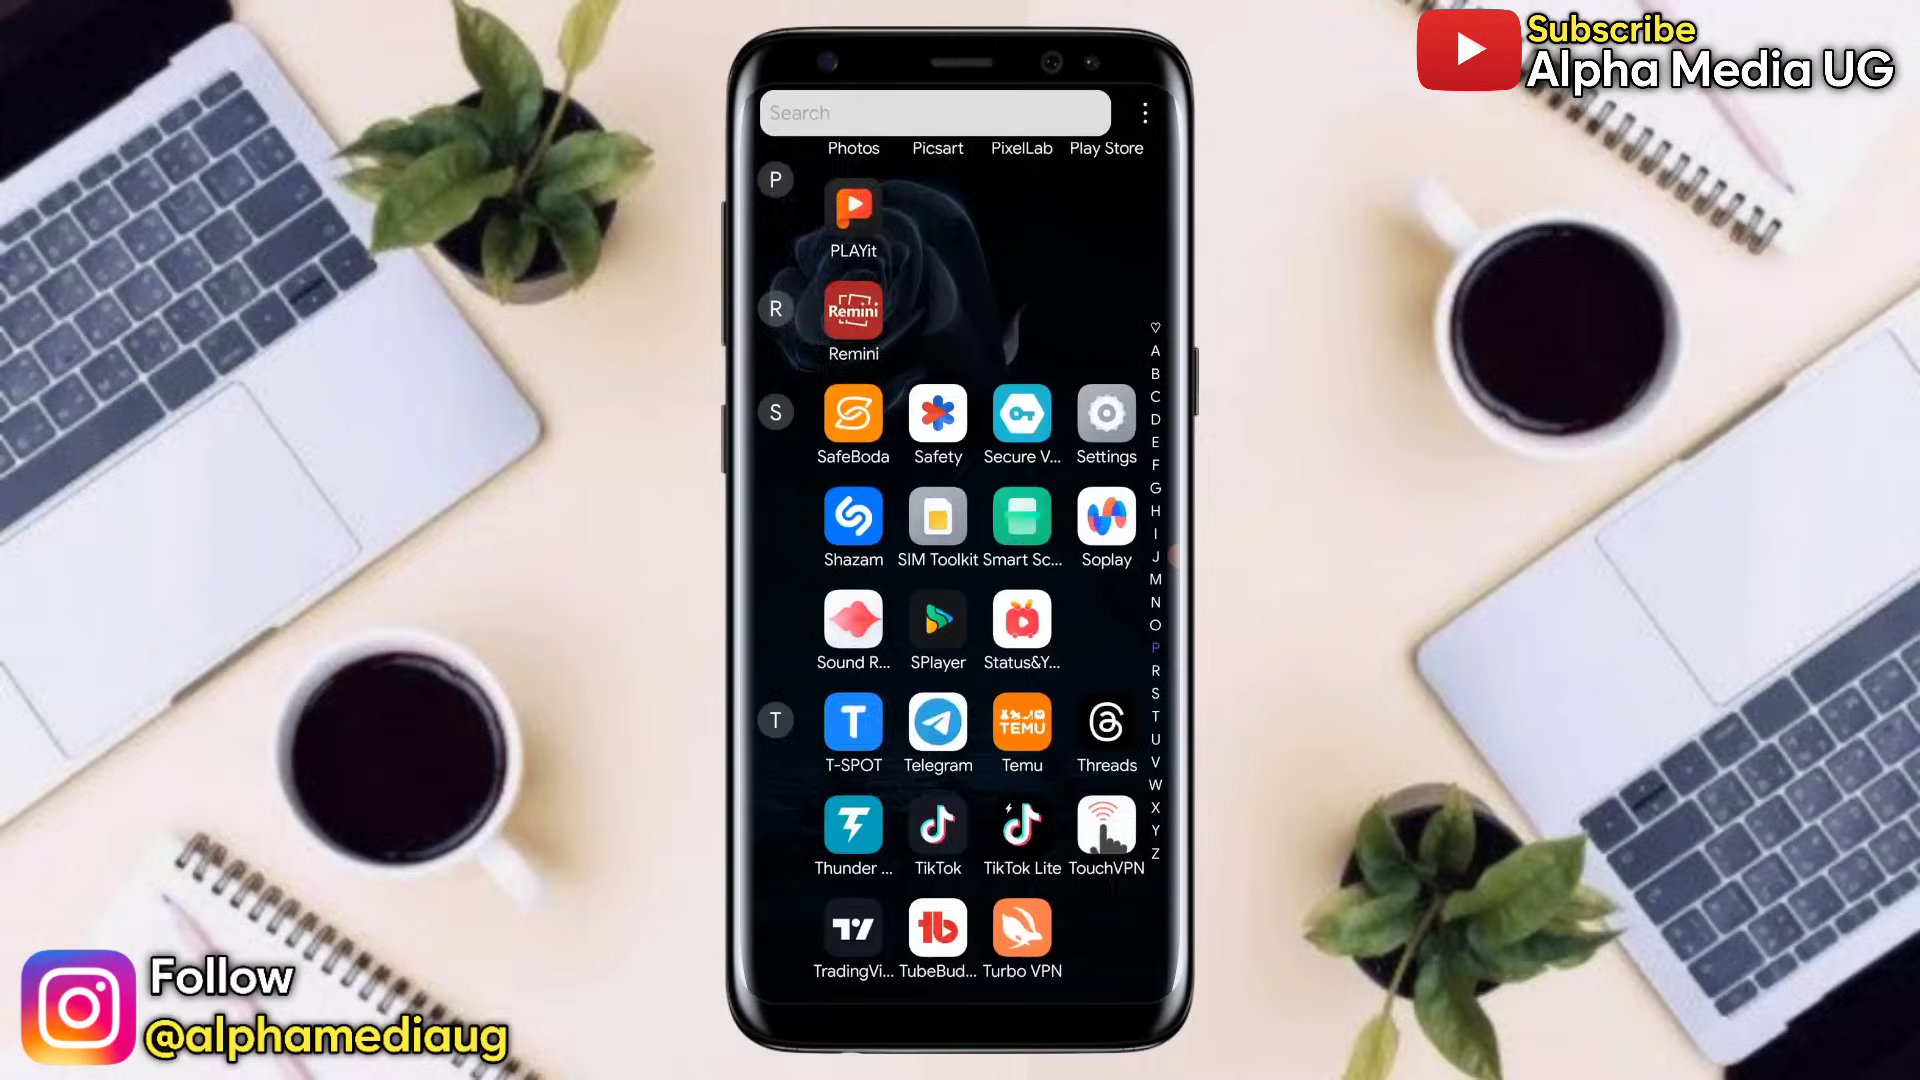 Subscribe
Alpha Media UG
Search
Photos Picsart PixelLab Play Store
P
PLAYit
R
Remini
Remini
S
SafeBoda Safety Secure V... Settings
Shazam SIM Toolkit Smart Sc... Soplay
Sound R... SPlayer Status&Y...
T
T
TEMU
T-SPOT Telegram Temu Threads
Thunder ... TikTok TikTok Lite TouchVPN
tb
TradingVi... TubeBud... Turbo VPN
A
B
C
D
E
F
G
H
I
J
M
N
O
P
R
S
T
U
V
W
X
Y
Z
Follow
@alphamediaug